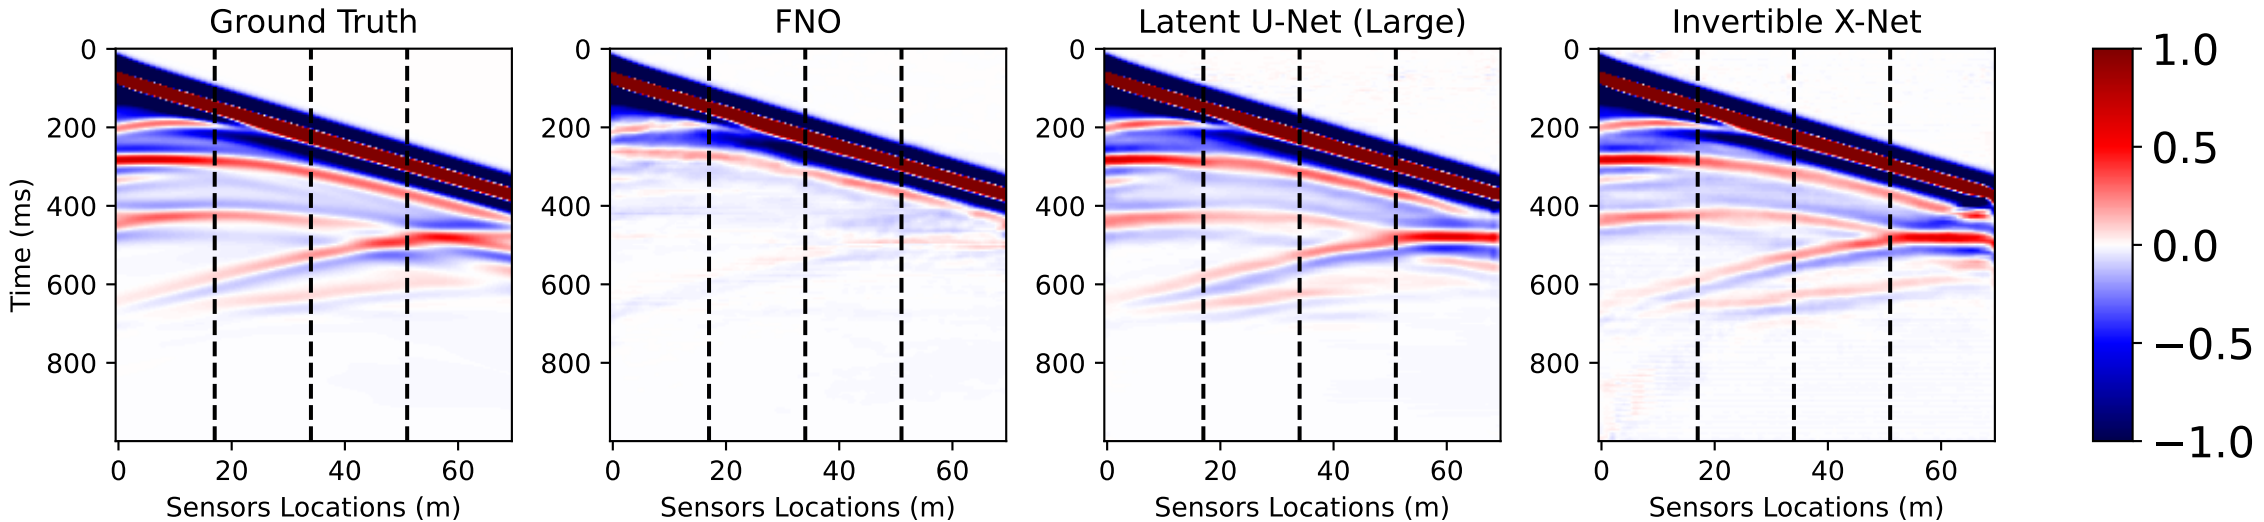 Ground Truth
FNO
Latent U-Net (Large)
Invertible X-Net
0
200
400
600
800
Time (ms)
0 20 40 60
Sensors Locations (m)
0
200
400
600
800
0 20 40 60
Sensors Locations (m)
0
200
400
600
800
0 20 40 60
Sensors Locations (m)
0
200
400
600
800
0 20 40 60
Sensors Locations (m)
1.0
0.5
0.0
−0.5
−1.0